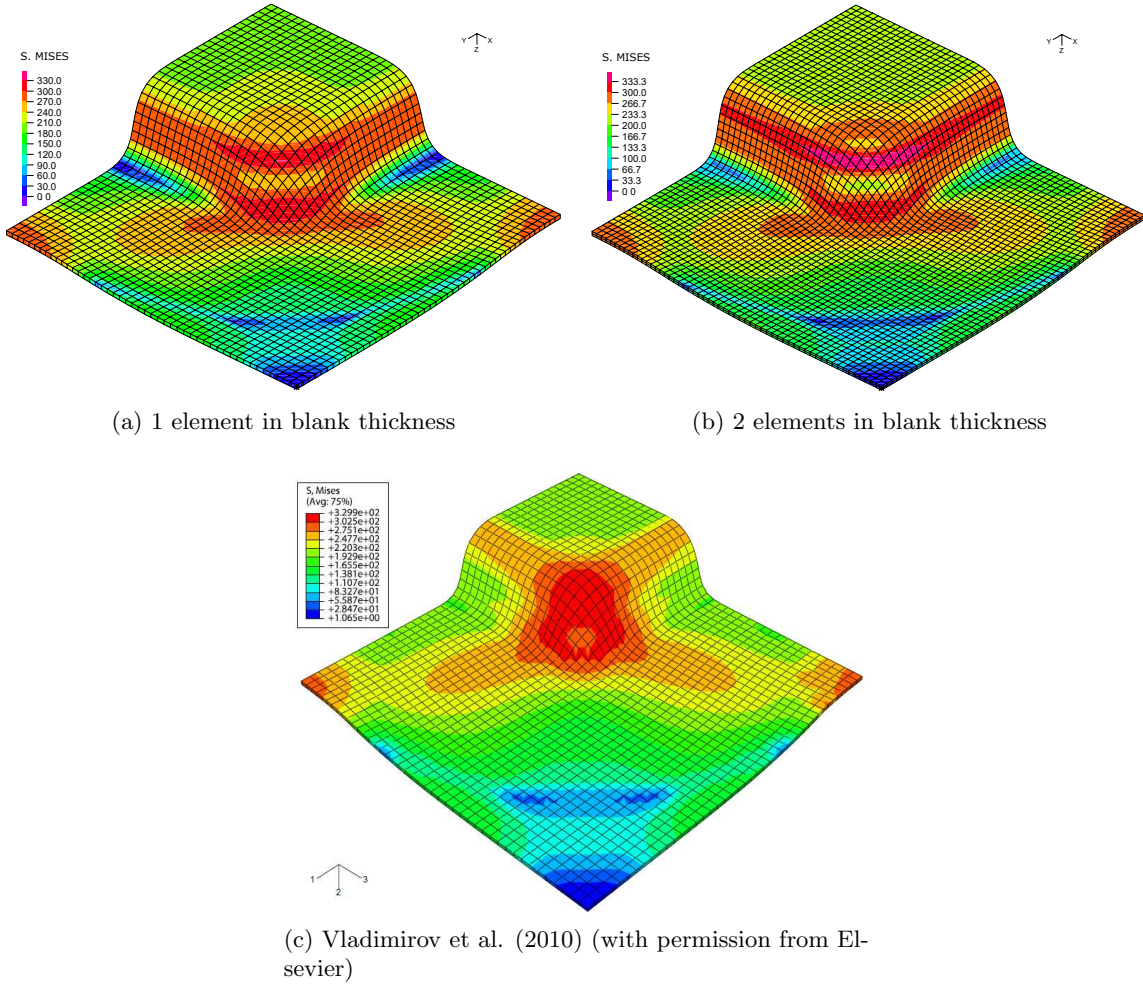 S. MISES
330.0
300.0
270.0
240.0
210.0
180.0
150.0
120.0
90.0
60.0
30.0
0 0
Y X
Z
(a) 1 element in blank thickness
S. MISES
333.3
300.0
266.7
233.3
200.0
166.7
133.3
100.0
66.7
33.3
0 0
Y X
Z
(b) 2 elements in blank thickness
S, Mises
(Avg: 75%)
+3.299e+02
+3.025e+02
+2.751e+02
+2.477e+02
+2.203e+02
+1.929e+02
+1.655e+02
+1.381e+02
+1.107e+02
+8.327e+01
+5.587e+01
+2.847e+01
+1.065e+00
1 3
2
(c) Vladimirov et al. (2010) (with permission from El-
sevier)